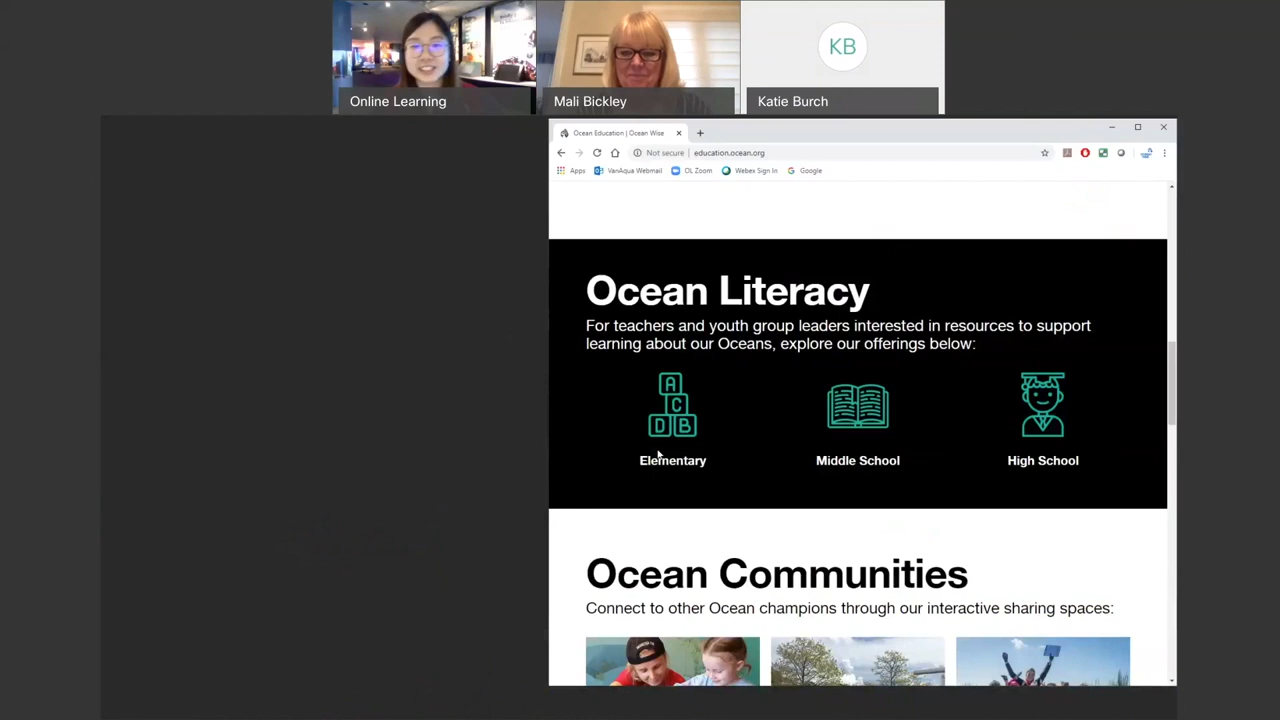 KB
Online Learning
Mali Bickley
Katie Burch
Ocean Education | Ocean Wise
Not secure | education.ocean.org
Apps VanAqua Webmail OL Zoom Webex Sign In Google
Ocean Literacy
For teachers and youth group leaders interested in resources to support
learning about our Oceans, explore our offerings below:
A
C
D B
Elementary Middle School High School
Ocean Communities
Connect to other Ocean champions through our interactive sharing spaces: